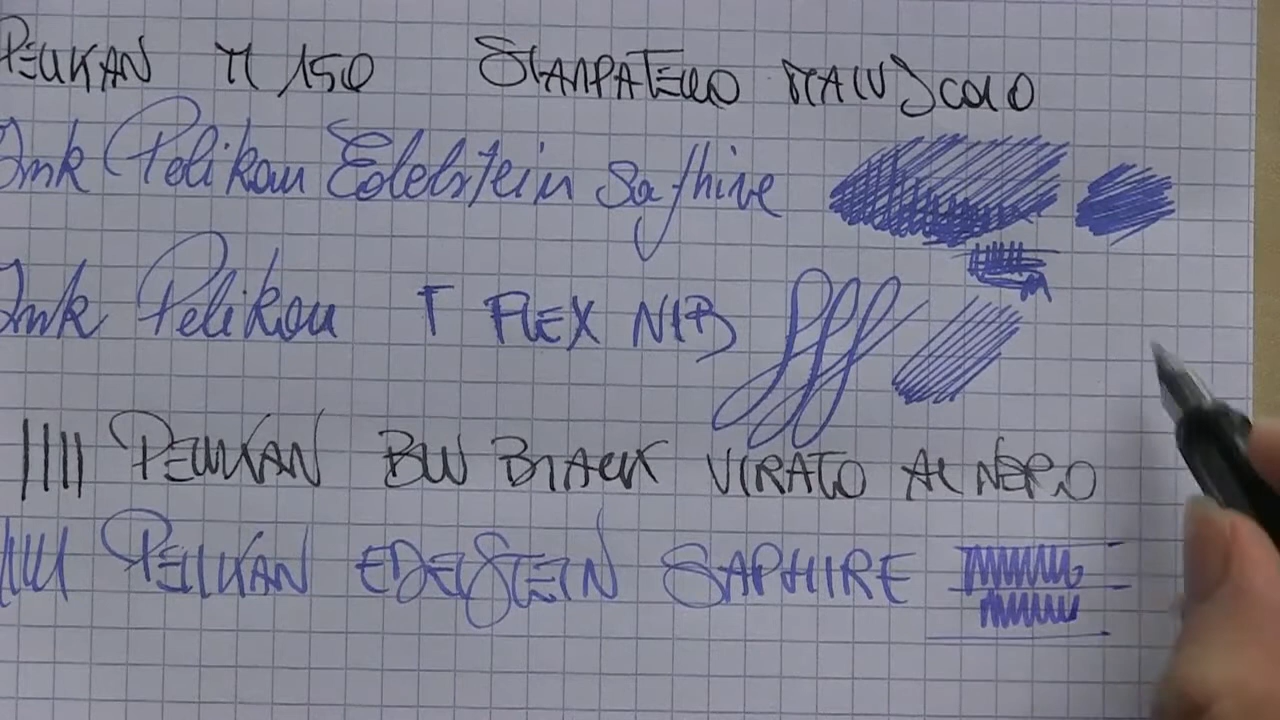 PELIKAN M 150 STAMPATELLO MAIUSCOLO
Ink Pelikan Edelstein Saphire
Ink Pelikan F FLEX NIB
PELIKAN BW BLACK VIRATO AL NERO
PELIKAN EDELSTEIN SAPHIRE